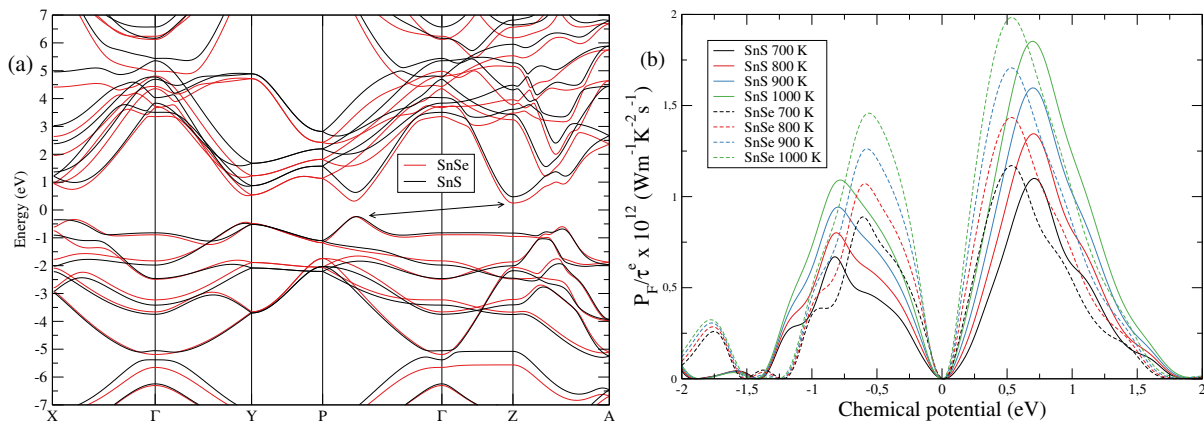 (a)
Energy (eV)
7
6
5
4
3
2
1
0
-1
-2
-3
-4
-5
-6
-7
X
Γ
Y
P
Γ
Z
A
SnSe
SnS
(b)
P_F/τ^e x 10^12 (Wm^-1K^-2s^-1)
2
1,5
1
0,5
0
-2
-1,5
-1
-0,5
0
0,5
1
1,5
2
Chemical potential (eV)
SnS 700 K
SnS 800 K
SnS 900 K
SnS 1000 K
SnSe 700 K
SnSe 800 K
SnSe 900 K
SnSe 1000 K